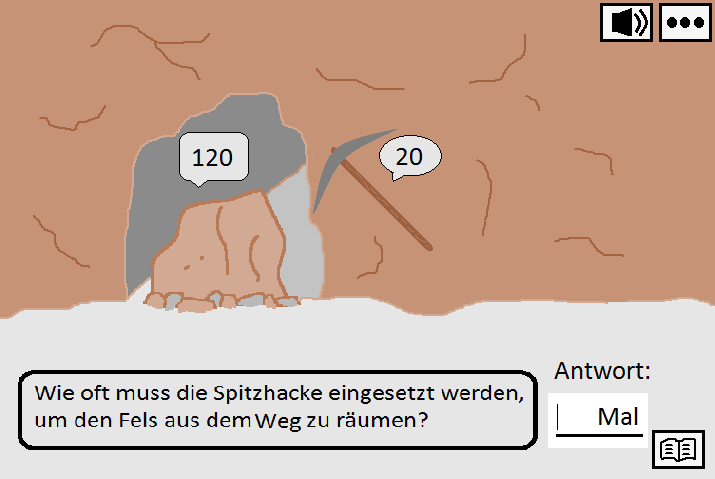 120
20
Wie oft muss die Spitzhacke eingesetzt werden,
um den Fels aus dem Weg zu räumen?
Antwort:
Mal